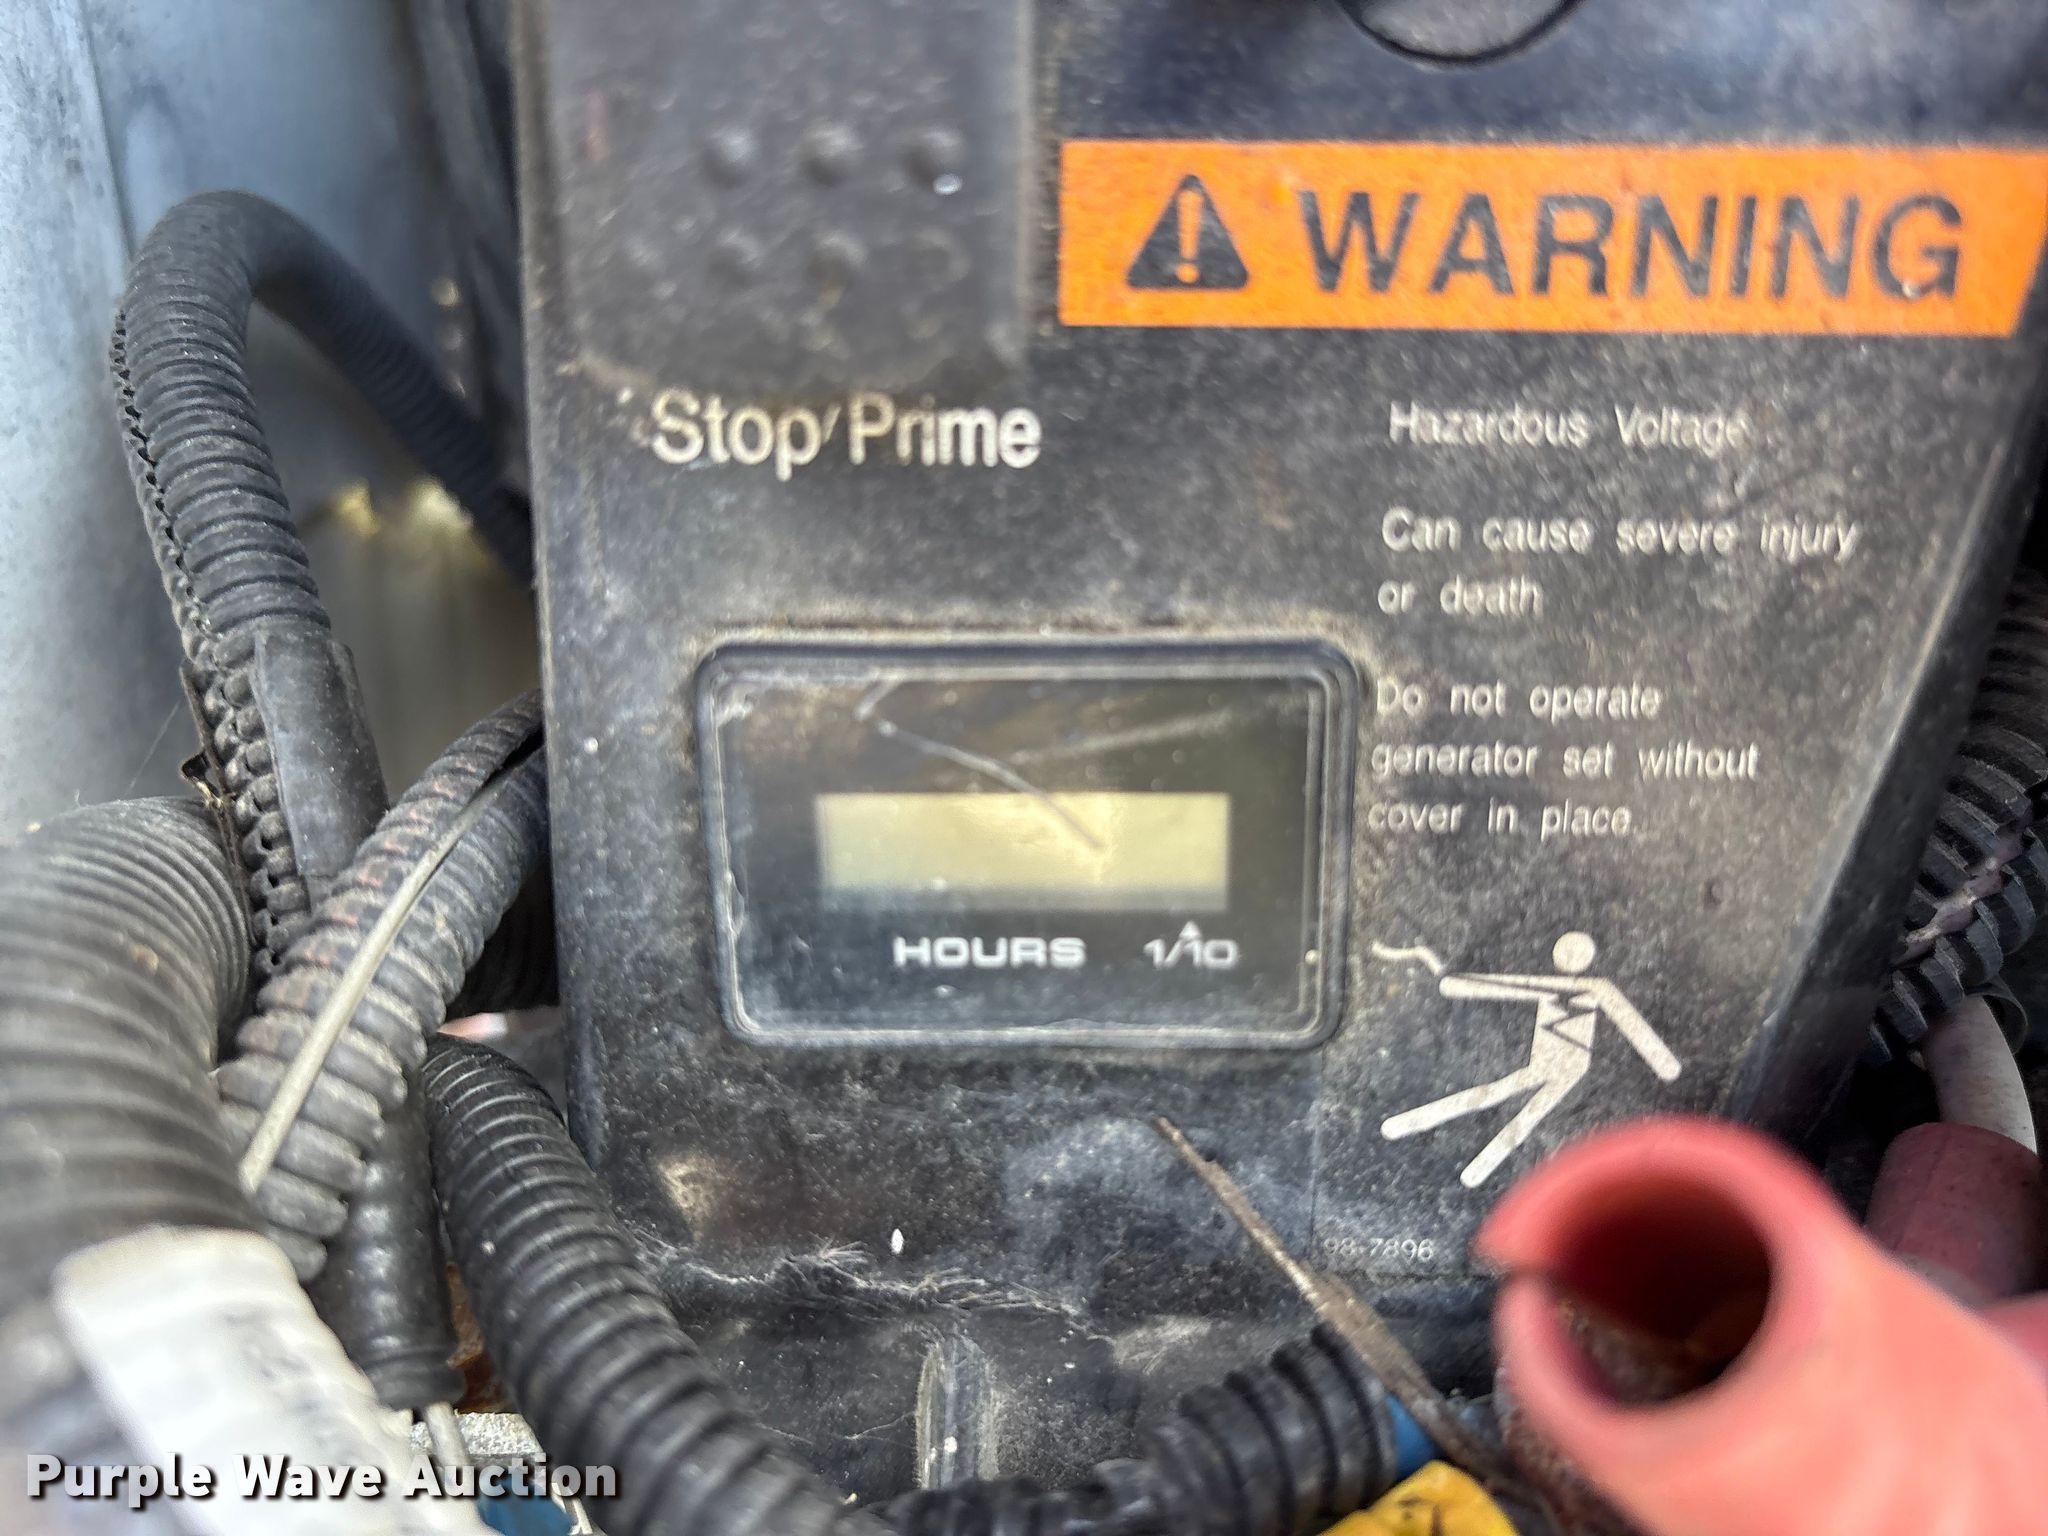 WARNING
Stop/Prime
Hazardous Voltage
Can cause severe injury
or death
Do not operate
generator set without
cover in place.
HOURS 1/10
98-7896
Purple Wave Auction